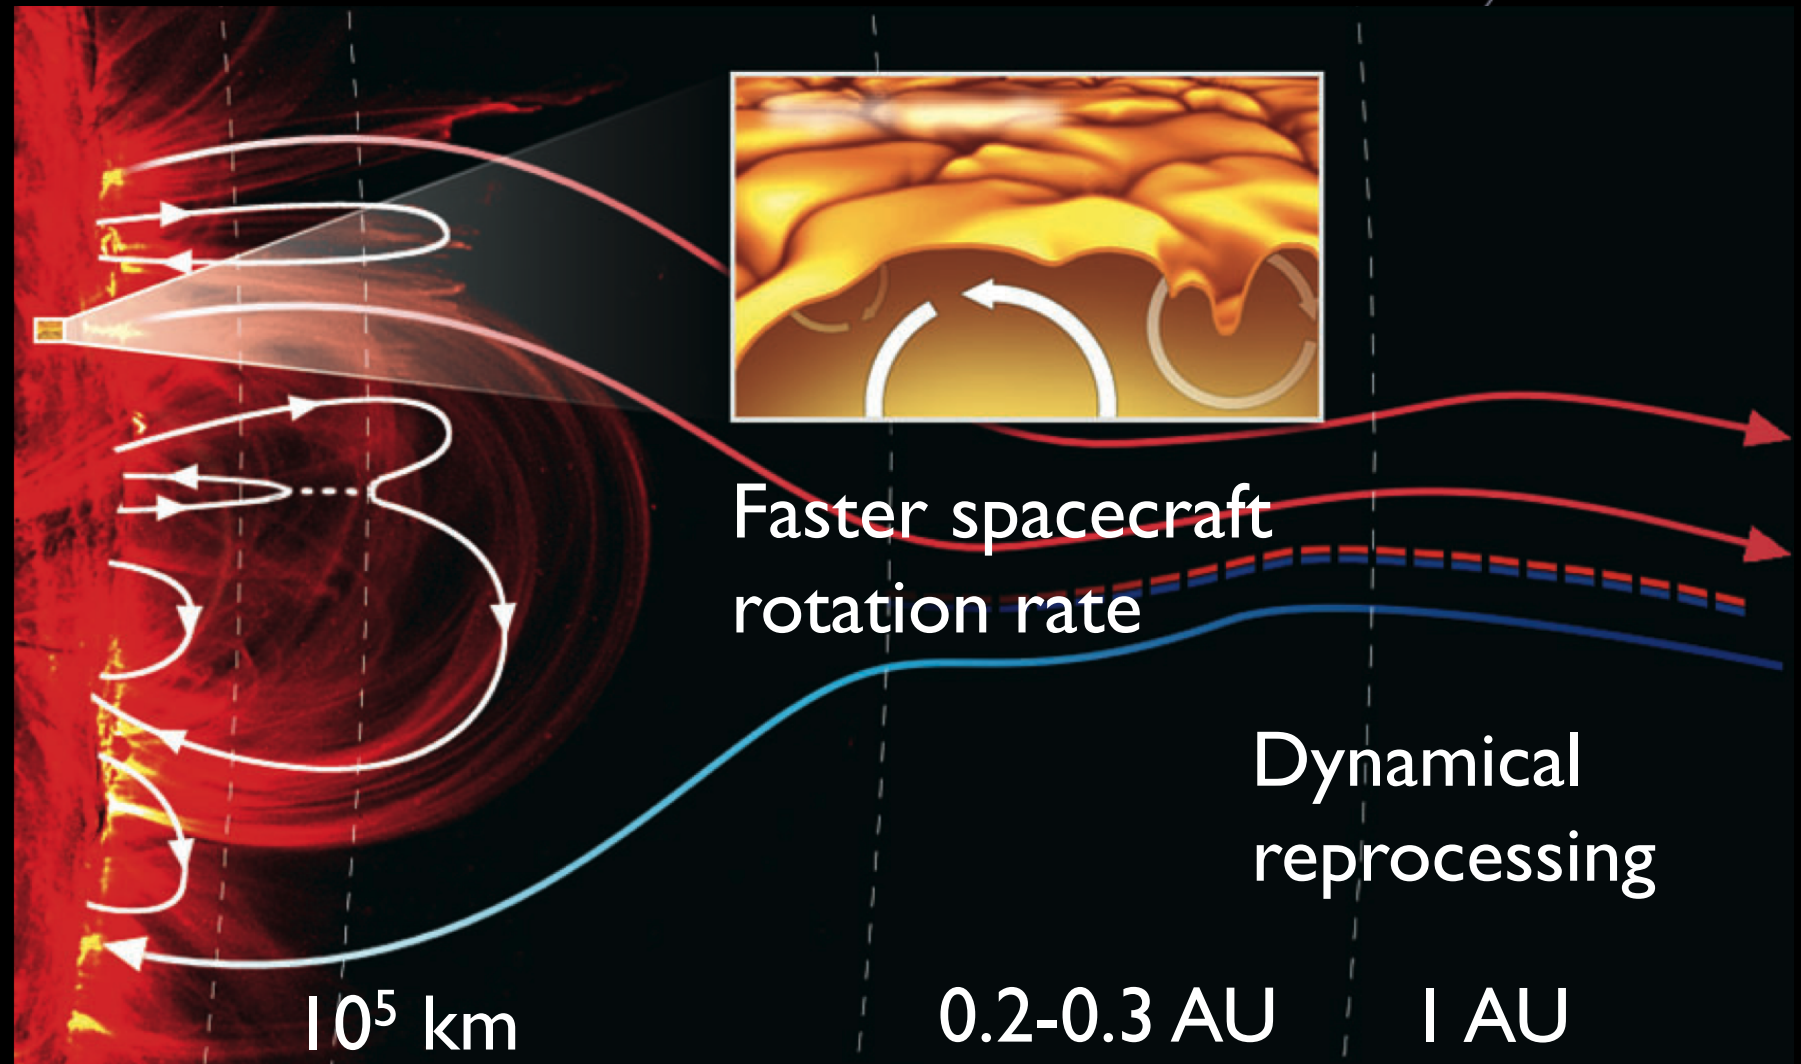 Faster spacecraft
rotation rate
Dynamical
reprocessing
10⁵ km
0.2-0.3 AU
1 AU